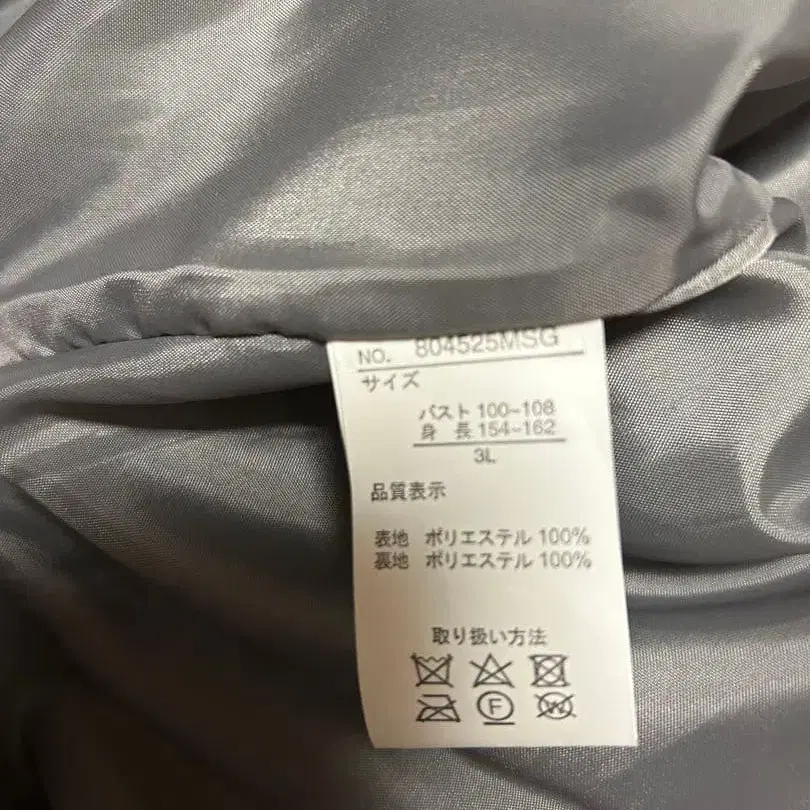 NO. 804525MSG
サイズ
バスト 100~108
身 長 154~162
3L
品質表示
表地 ポリエステル 100%
裏地 ポリエステル 100%
取り扱い方法
F
W